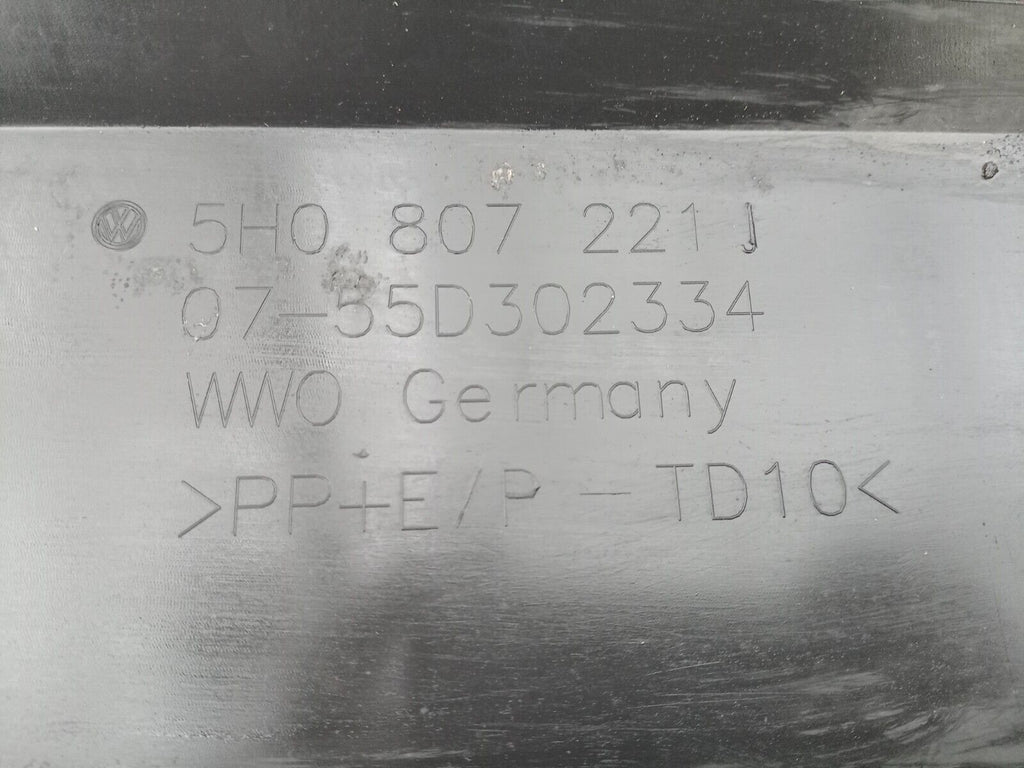 5H0 807 221 J
07-55D302334
WWO Germany
>PP+E/P - TD10<